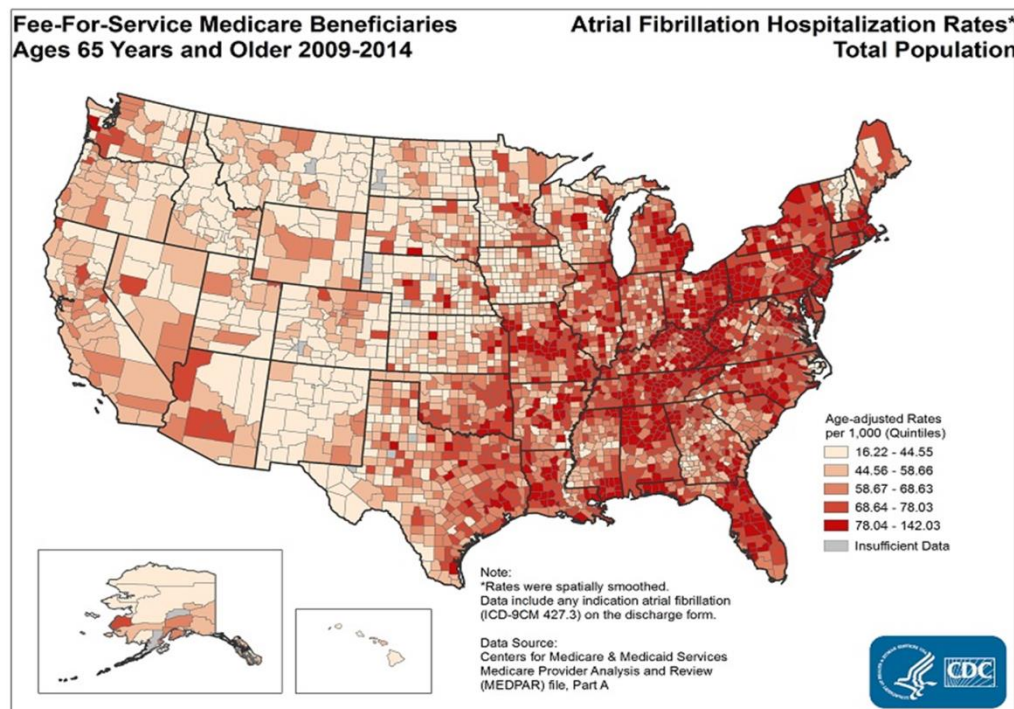 Fee-For-Service Medicare Beneficiaries
Ages 65 Years and Older 2009-2014
Atrial Fibrillation Hospitalization Rates*
Total Population
Age-adjusted Rates
per 1,000 (Quintiles)
16.22 - 44.55
44.56 - 58.66
58.67 - 68.63
68.64 - 78.03
78.04 - 142.03
Insufficient Data
Note:
*Rates were spatially smoothed.
Data include any indication atrial fibrillation
(ICD-9CM 427.3) on the discharge form.
Data Source:
Centers for Medicare & Medicaid Services
Medicare Provider Analysis and Review
(MEDPAR) file, Part A
CDC